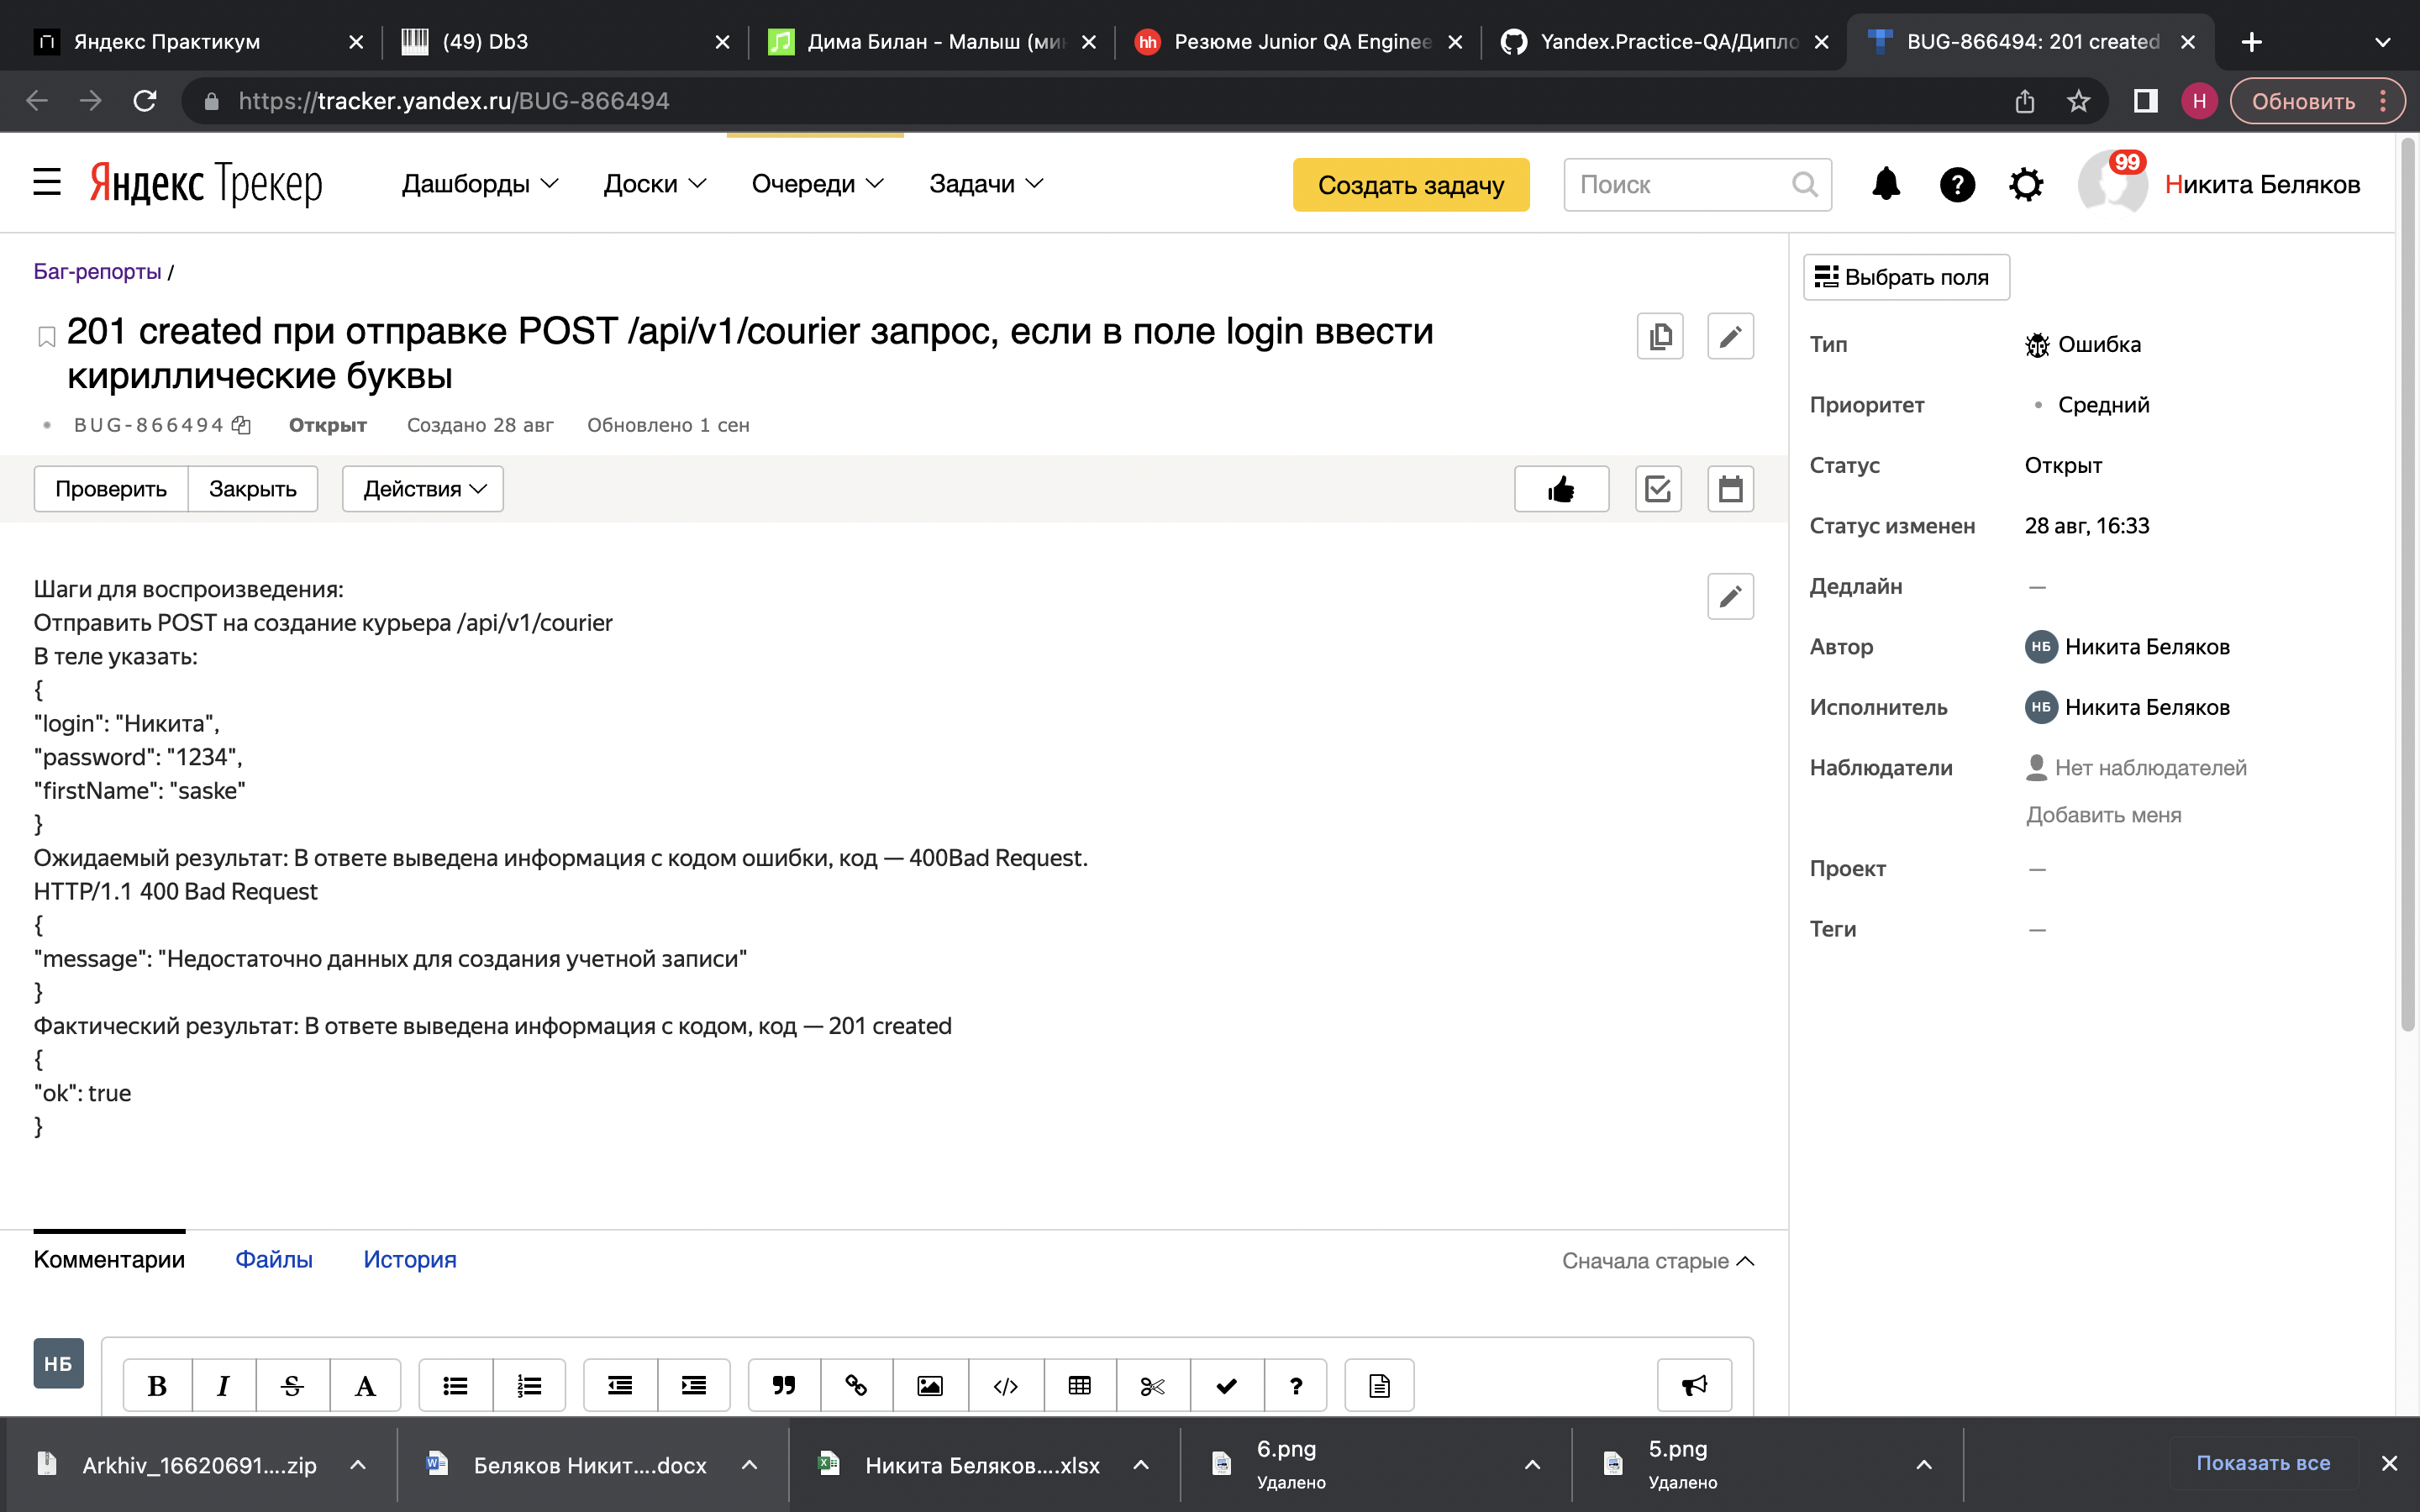 Яндекс Практикум
(49) Db3
Дима Билан - Малыш (мин
hh
Резюме Junior QA Enginee
Yandex.Practice-QA/Дипло
BUG-866494: 201 created
https://tracker.yandex.ru/BUG-866494
H
Обновить
Яндекс Трекер
Дашборды
Доски
Очереди
Задачи
Создать задачу
Поиск
?
99
Никита Беляков
Баг-репорты /
201 created при отправке POST /api/v1/courier запрос, если в поле login ввести
кириллические буквы
BUG-866494
Открыт
Создано 28 авг
Обновлено 1 сен
Проверить
Закрыть
Действия
Шаги для воспроизведения:
Отправить POST на создание курьера /api/v1/courier
В теле указать:
{
"login": "Никита",
"password": "1234",
"firstName": "saske"
}
Ожидаемый результат: В ответе выведена информация с кодом ошибки, код — 400Bad Request.
HTTP/1.1 400 Bad Request
{
"message": "Недостаточно данных для создания учетной записи"
}
Фактический результат: В ответе выведена информация с кодом, код — 201 created
{
"ok": true
}
Выбрать поля
Тип
Ошибка
Приоритет
Средний
Статус
Открыт
Статус изменен
28 авг, 16:33
Дедлайн
—
Автор
НБ Никита Беляков
Исполнитель
НБ Никита Беляков
Наблюдатели
Нет наблюдателей
Добавить меня
Проект
—
Теги
—
Комментарии
Файлы
История
Сначала старые
НБ
B I S A
</> ?
Arkhiv_16620691....zip
Беляков Никит....docx
Никита Беляков....xlsx
6.png
Удалено
5.png
Удалено
Показать все